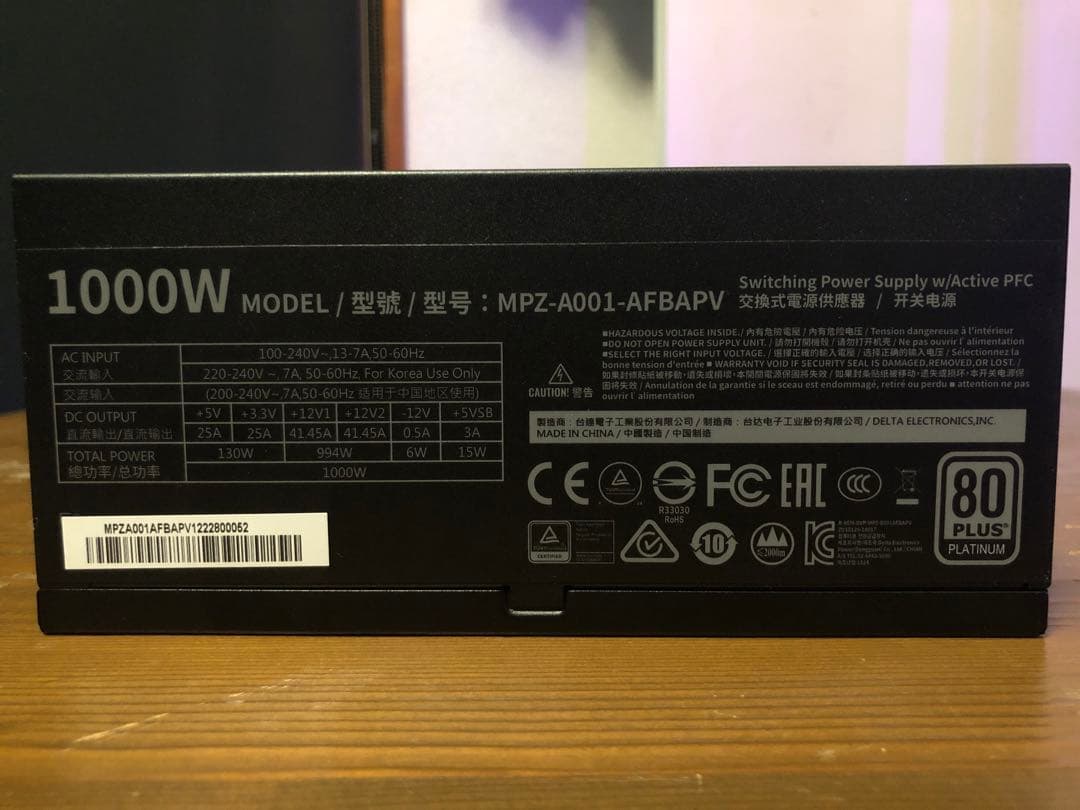 1000W MODEL / 型號 / 型号：MPZ-A001-AFBAPV
Switching Power Supply w/Active PFC
交換式電源供應器 / 开关电源
AC INPUT 100-240V~,13-7A,50-60Hz
交流輸入 220-240V ~, 7A, 50-60Hz, For Korea Use Only
交流输入 (200-240V~,7A,50-60Hz 适用于中国地区使用)
DC OUTPUT +5V +3.3V +12V1 +12V2 -12V +5VSB
直流輸出/直流输出 25A 25A 41.45A 41.45A 0.5A 3A
TOTAL POWER 130W 994W 6W 15W
總功率/总功率 1000W
CAUTION! 警告
■HAZARDOUS VOLTAGE INSIDE./ 內有危險電壓 / 内有危险电压 / Tension dangereuse à l'intérieur
■DO NOT OPEN POWER SUPPLY UNIT. / 請勿打開機殼 / 请勿打开机壳 / Ne pas ouvrir l' alimentation
■SELECT THE RIGHT INPUT VOLTAGE. / 選擇正確的輸入電壓 / 选择正确的输入电压 / Sélectionnez la
bonne tension d'entrée ■ WARRANTY VOID IF SECURITY SEAL IS DAMAGED,REMOVED,OR LOST.
如封條貼紙被移動，遺失或損坏，本開關電源保固將失效 / 如果封条贴纸被移动，遗失或损坏，开关电源保
固将失效 / Annulation de la garantie si le sceau est endommagé, retiré ou perdu ■ attention ne pas
ouvrir l' alimentation
製造商：台達電子工業股份有限公司 / 制造商：台达电子工业股份有限公司 / DELTA ELECTRONICS,INC.
MADE IN CHINA / 中國製造 / 中国制造
CE
R33030
RoHS
FC
EAC
CCC
CERTIFIED
10
≤2000m
80
PLUS®
PLATINUM
MPZA001AFBAPV1222800052